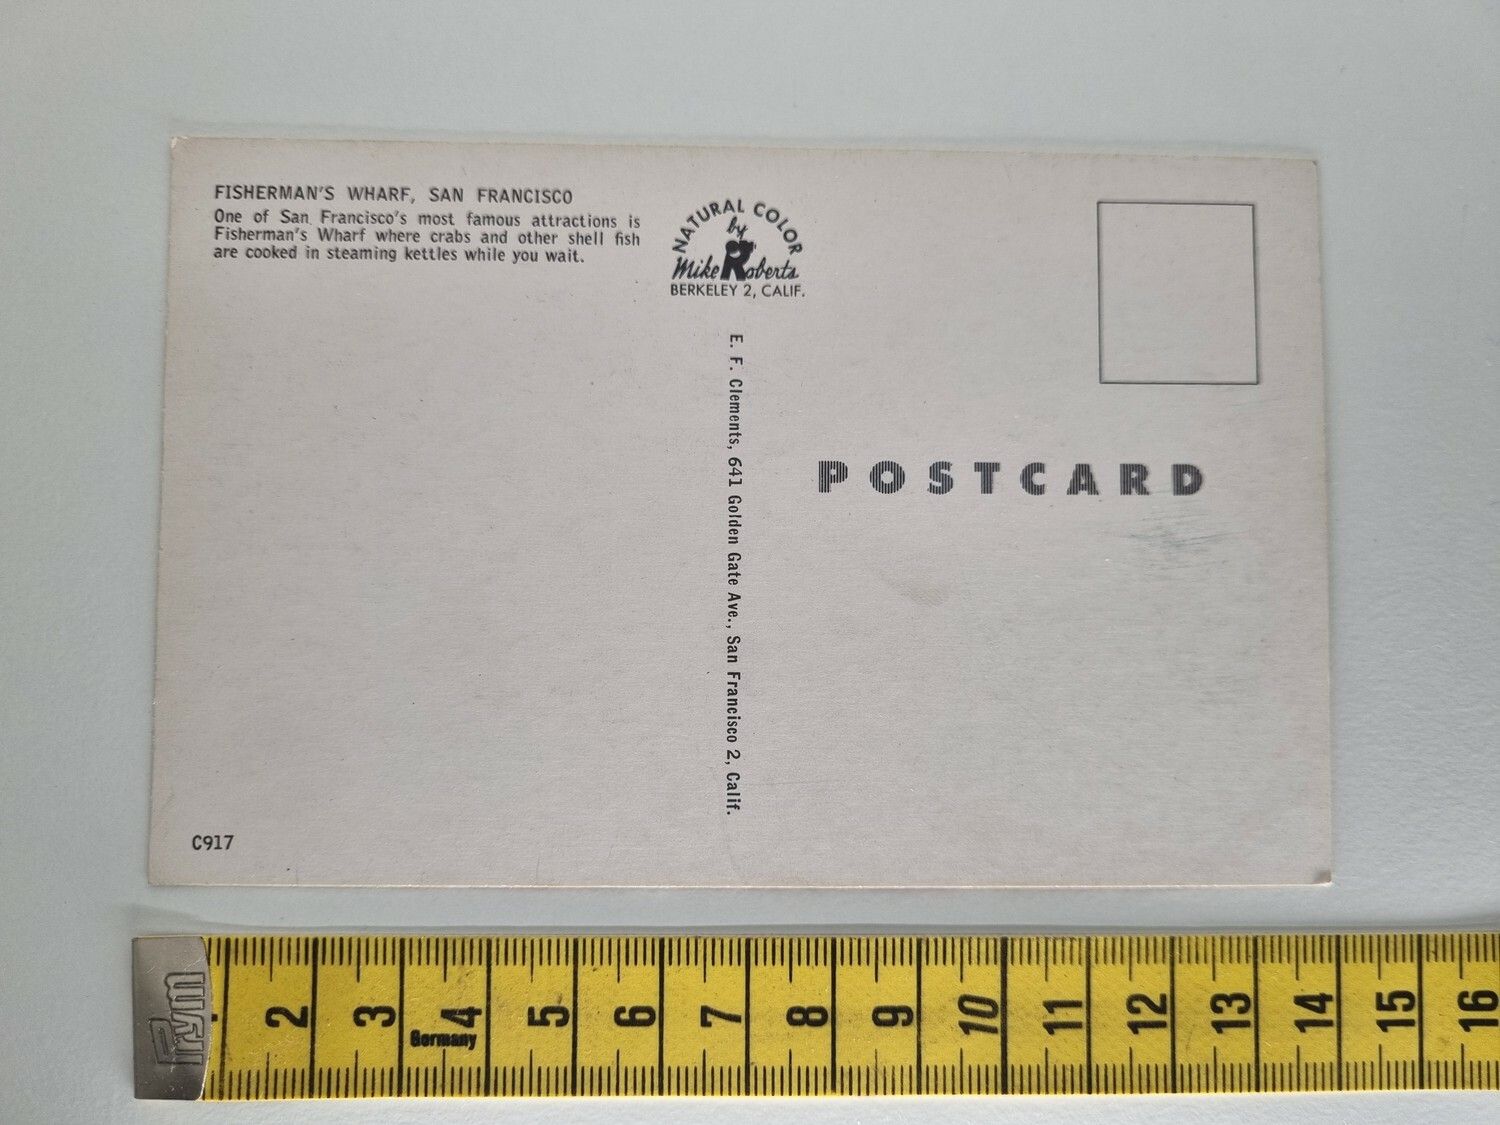 FISHERMAN'S WHARF, SAN FRANCISCO
One of San Francisco's most famous attractions is
Fisherman's Wharf where crabs and other shell fish
are cooked in steaming kettles while you wait.
NATURAL COLOR
by
Mike Roberts
BERKELEY 2, CALIF.
E. F. Clements, 641 Golden Gate Ave., San Francisco 2, Calif.
POSTCARD
C917
Prym
2 3 4 5 6 7 8 9 10 11 12 13 14 15 16
Germany